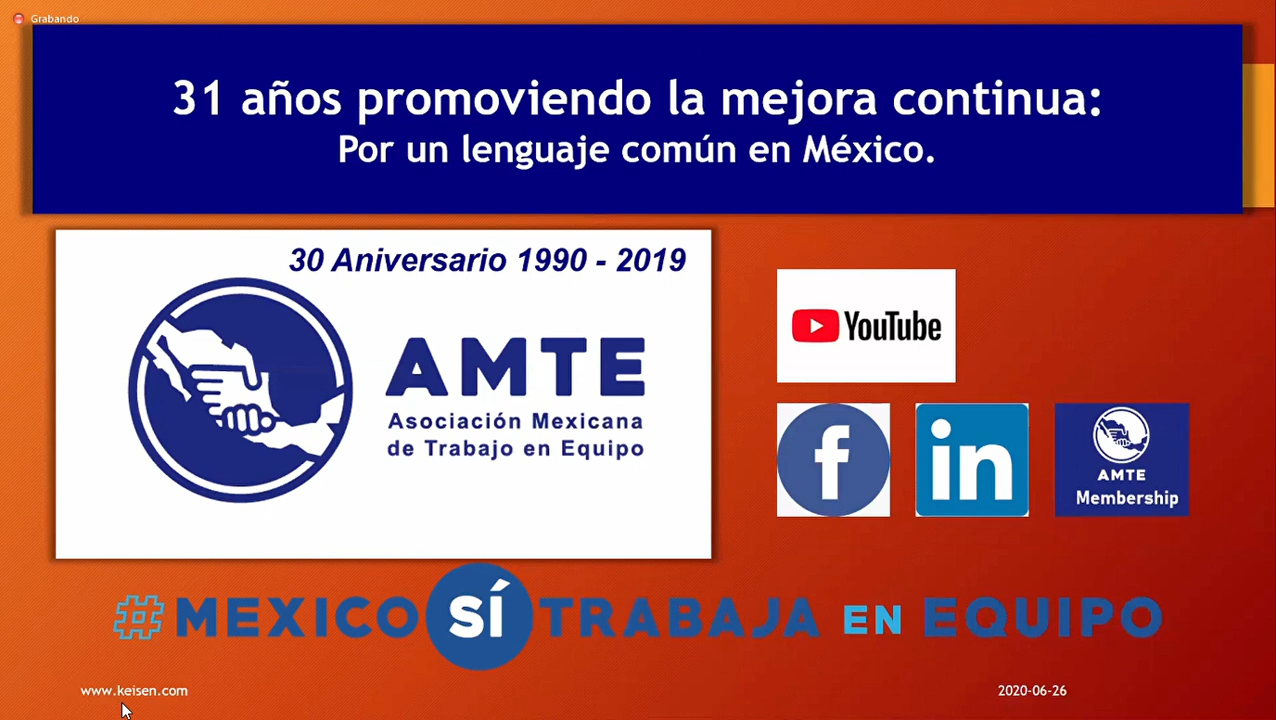 Grabando
31 años promoviendo la mejora continua:
Por un lenguaje común en México.
30 Aniversario 1990 - 2019
AMTE
Asociación Mexicana
de Trabajo en Equipo
YouTube
f
in
AMTE
Membership
#MEXICO SÍ TRABAJA EN EQUIPO
www.keisen.com
2020-06-26